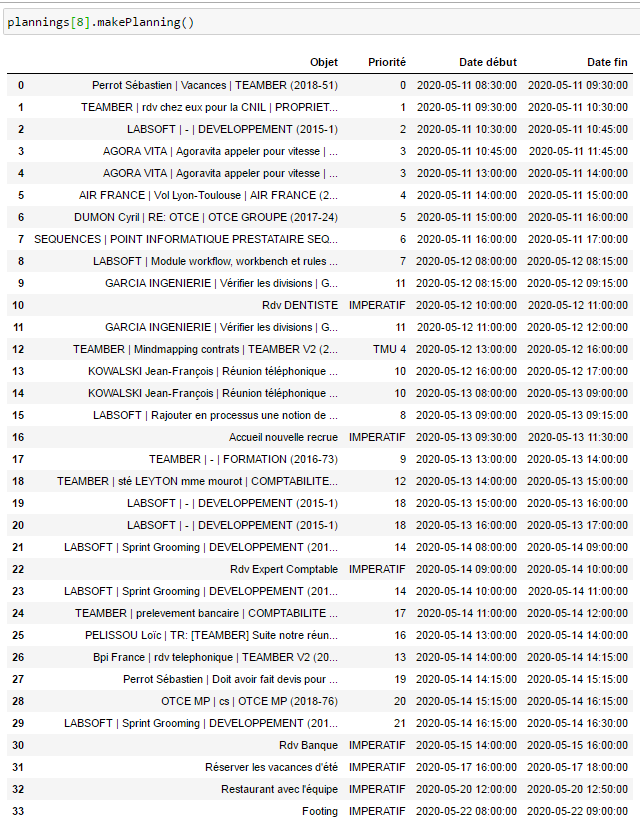 plannings[8].makePlanning()
Objet Priorité Date début Date fin
0 Perrot Sébastien | Vacances | TEAMBER (2018-51) 0 2020-05-11 08:30:00 2020-05-11 09:30:00
1 TEAMBER | rdv chez eux pour la CNIL | PROPRIET... 1 2020-05-11 09:30:00 2020-05-11 10:30:00
2 LABSOFT | - | DEVELOPPEMENT (2015-1) 2 2020-05-11 10:30:00 2020-05-11 10:45:00
3 AGORA VITA | Agoravita appeler pour vitesse | ... 3 2020-05-11 10:45:00 2020-05-11 11:45:00
4 AGORA VITA | Agoravita appeler pour vitesse | ... 3 2020-05-11 13:00:00 2020-05-11 14:00:00
5 AIR FRANCE | Vol Lyon-Toulouse | AIR FRANCE (2... 4 2020-05-11 14:00:00 2020-05-11 15:00:00
6 DUMON Cyril | RE: OTCE | OTCE GROUPE (2017-24) 5 2020-05-11 15:00:00 2020-05-11 16:00:00
7 SEQUENCES | POINT INFORMATIQUE PRESTATAIRE SEQ... 6 2020-05-11 16:00:00 2020-05-11 17:00:00
8 LABSOFT | Module workflow, workbench et rules ... 7 2020-05-12 08:00:00 2020-05-12 08:15:00
9 GARCIA INGENIERIE | Vérifier les divisions | G... 11 2020-05-12 08:15:00 2020-05-12 09:15:00
10 Rdv DENTISTE IMPERATIF 2020-05-12 10:00:00 2020-05-12 11:00:00
11 GARCIA INGENIERIE | Vérifier les divisions | G... 11 2020-05-12 11:00:00 2020-05-12 12:00:00
12 TEAMBER | Mindmapping contrats | TEAMBER V2 (2... TMU 4 2020-05-12 13:00:00 2020-05-12 16:00:00
13 KOWALSKI Jean-François | Réunion téléphonique ... 10 2020-05-12 16:00:00 2020-05-12 17:00:00
14 KOWALSKI Jean-François | Réunion téléphonique ... 10 2020-05-13 08:00:00 2020-05-13 09:00:00
15 LABSOFT | Rajouter en processus une notion de ... 8 2020-05-13 09:00:00 2020-05-13 09:15:00
16 Accueil nouvelle recrue IMPERATIF 2020-05-13 09:30:00 2020-05-13 11:30:00
17 TEAMBER | - | FORMATION (2016-73) 9 2020-05-13 13:00:00 2020-05-13 14:00:00
18 TEAMBER | sté LEYTON mme mourot | COMPTABILITE... 12 2020-05-13 14:00:00 2020-05-13 15:00:00
19 LABSOFT | - | DEVELOPPEMENT (2015-1) 18 2020-05-13 15:00:00 2020-05-13 16:00:00
20 LABSOFT | - | DEVELOPPEMENT (2015-1) 18 2020-05-13 16:00:00 2020-05-13 17:00:00
21 LABSOFT | Sprint Grooming | DEVELOPPEMENT (201... 14 2020-05-14 08:00:00 2020-05-14 09:00:00
22 Rdv Expert Comptable IMPERATIF 2020-05-14 09:00:00 2020-05-14 10:00:00
23 LABSOFT | Sprint Grooming | DEVELOPPEMENT (201... 14 2020-05-14 10:00:00 2020-05-14 11:00:00
24 TEAMBER | prelevement bancaire | COMPTABILITE ... 17 2020-05-14 11:00:00 2020-05-14 12:00:00
25 PELISSOU Loïc | TR: [TEAMBER] Suite notre réun... 16 2020-05-14 13:00:00 2020-05-14 14:00:00
26 Bpi France | rdv telephonique | TEAMBER V2 (20... 13 2020-05-14 14:00:00 2020-05-14 14:15:00
27 Perrot Sébastien | Doit avoir fait devis pour ... 19 2020-05-14 14:15:00 2020-05-14 15:15:00
28 OTCE MP | cs | OTCE MP (2018-76) 20 2020-05-14 15:15:00 2020-05-14 16:15:00
29 LABSOFT | Sprint Grooming | DEVELOPPEMENT (201... 21 2020-05-14 16:15:00 2020-05-14 16:30:00
30 Rdv Banque IMPERATIF 2020-05-15 14:00:00 2020-05-15 16:00:00
31 Réserver les vacances d'été IMPERATIF 2020-05-17 16:00:00 2020-05-17 18:00:00
32 Restaurant avec l'équipe IMPERATIF 2020-05-20 12:00:00 2020-05-20 12:50:00
33 Footing IMPERATIF 2020-05-22 08:00:00 2020-05-22 09:00:00